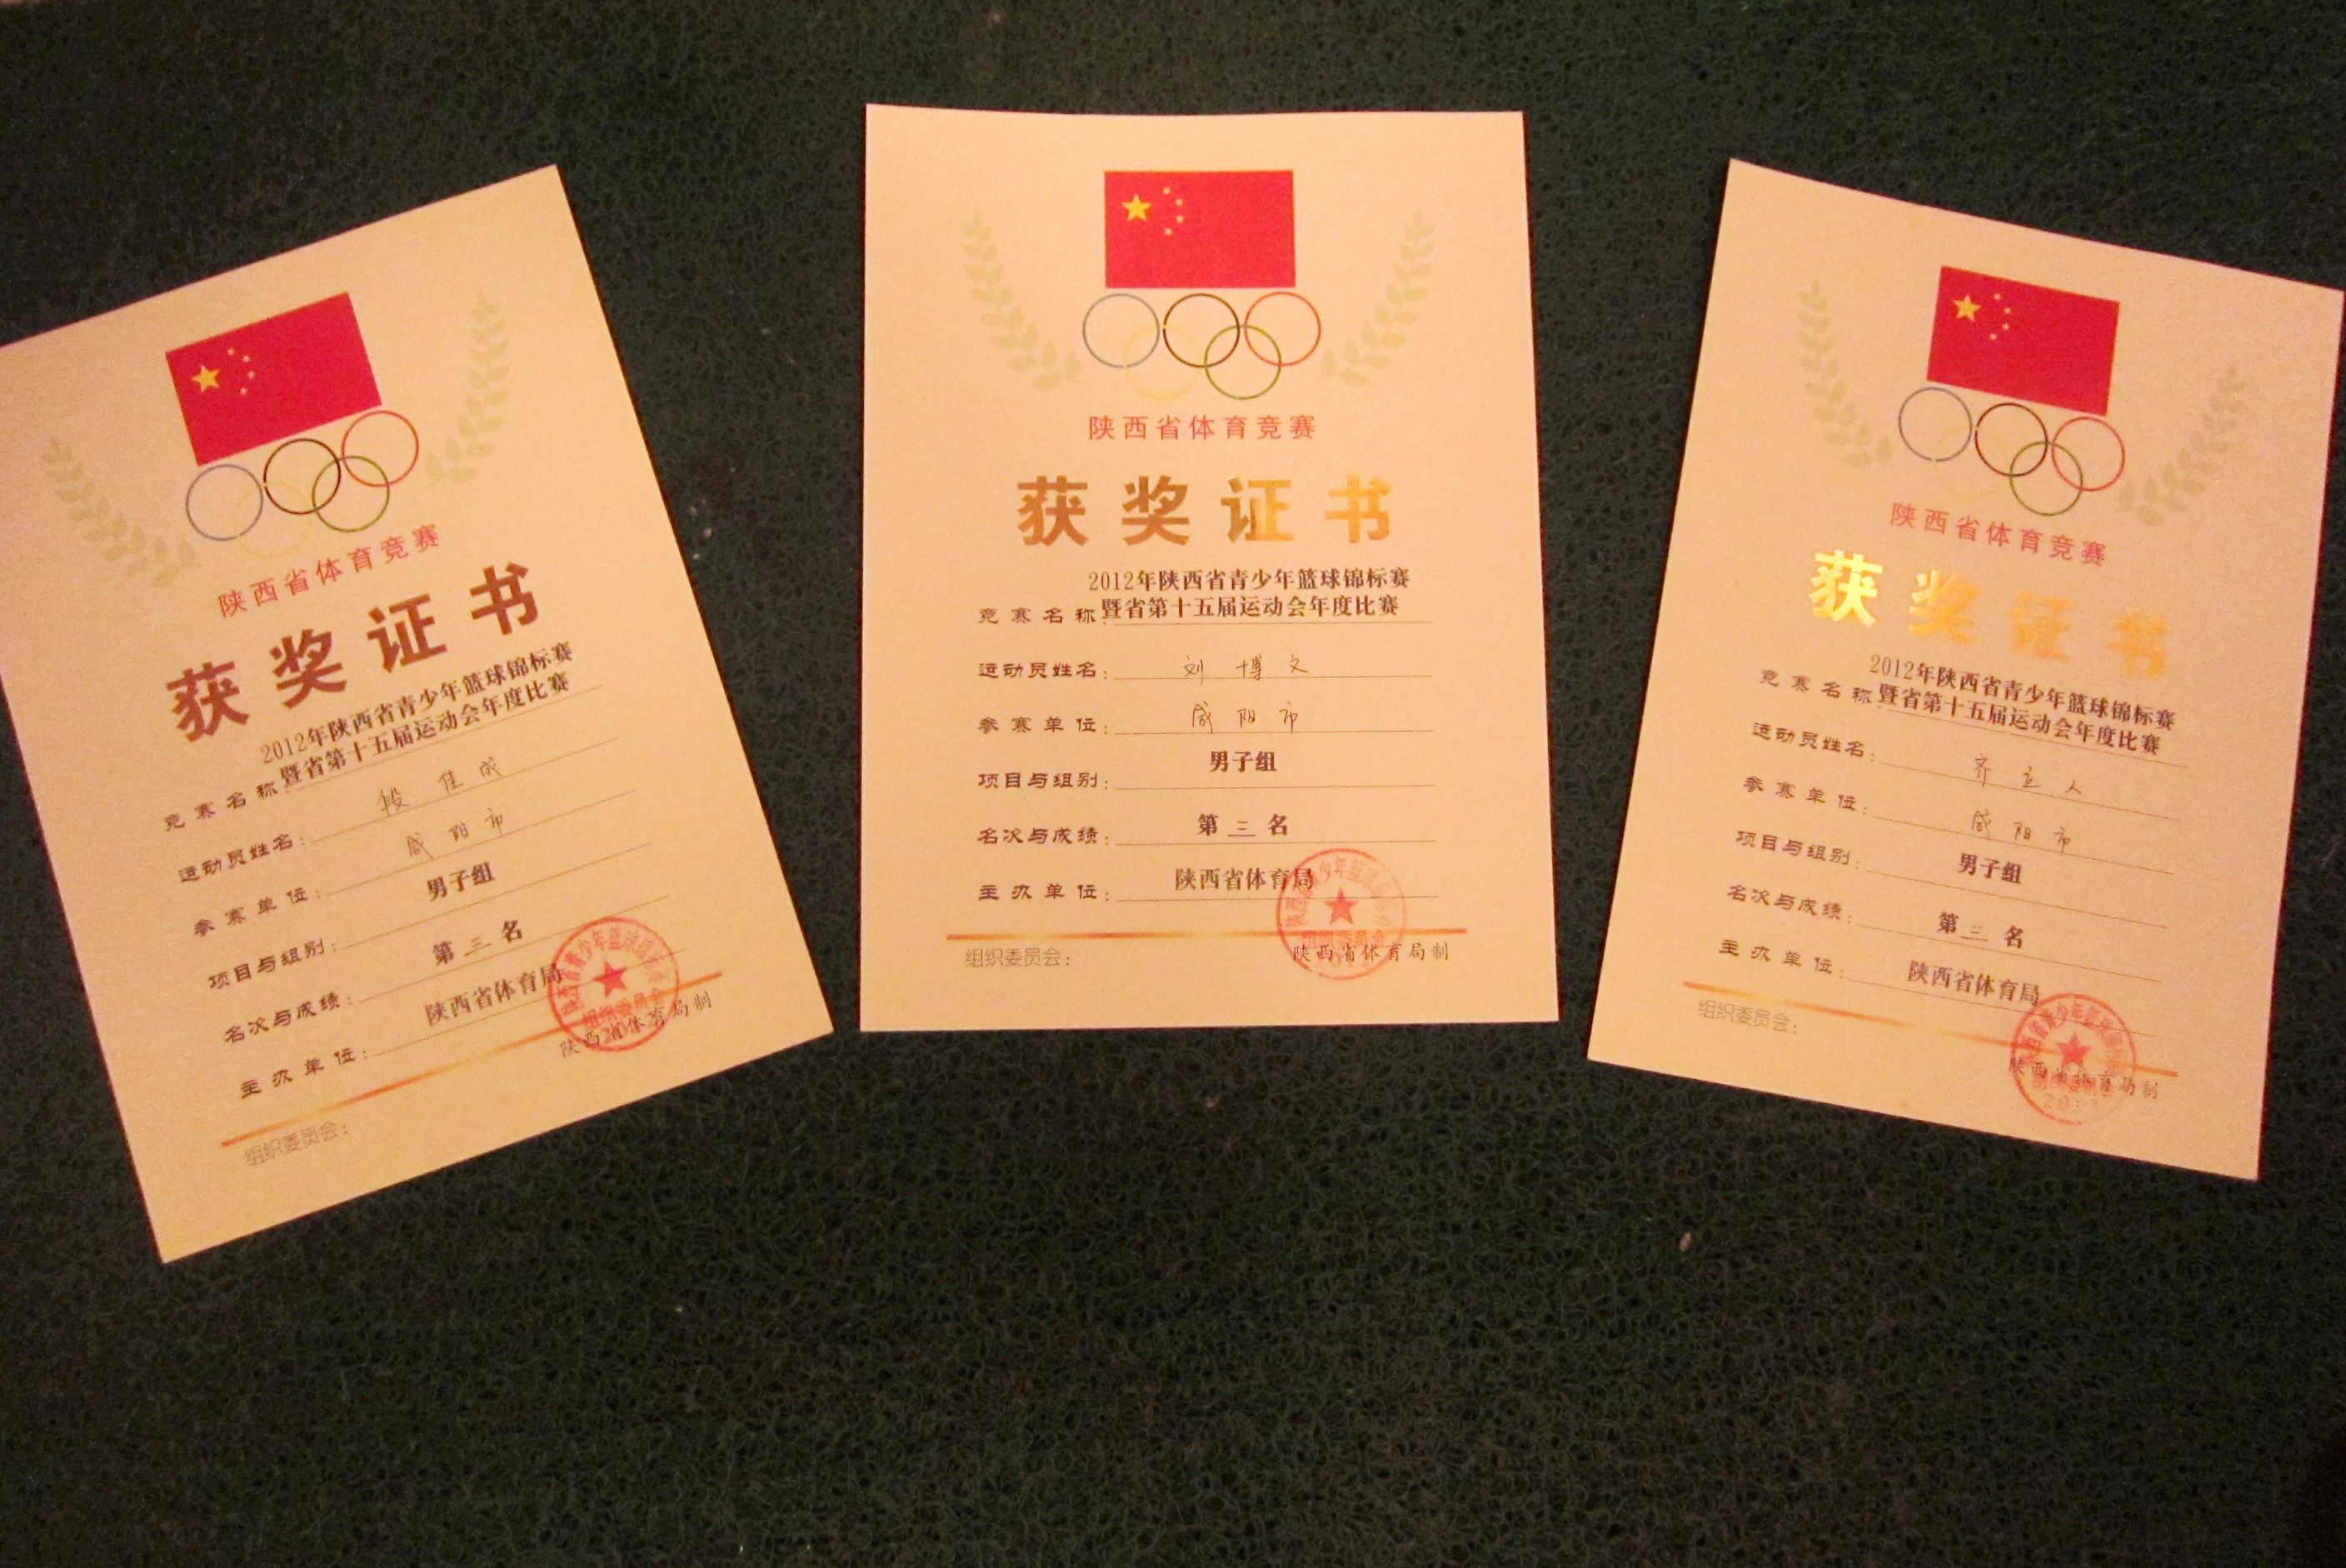 陕西省体育竞赛
获奖证书
2012年陕西省青少年篮球锦标赛
竞赛名称:暨省第十五届运动会年度比赛
运动员姓名:段佳成
参赛单位:咸阳市
项目与组别:男子组
名次与成绩:第三名
主办单位:陕西省体育局
组织委员会:
陕西省体育局制
陕西省体育竞赛
获奖证书
2012年陕西省青少年篮球锦标赛
竞赛名称:暨省第十五届运动会年度比赛
运动员姓名:刘博文
参赛单位:咸阳市
项目与组别:男子组
名次与成绩:第三名
主办单位:陕西省体育局
组织委员会:
陕西省体育局制
陕西省体育竞赛
获奖证书
2012年陕西省青少年篮球锦标赛
竞赛名称:暨省第十五届运动会年度比赛
运动员姓名:齐立人
参赛单位:咸阳市
项目与组别:男子组
名次与成绩:第三名
主办单位:陕西省体育局
组织委员会:
陕西省体育局制